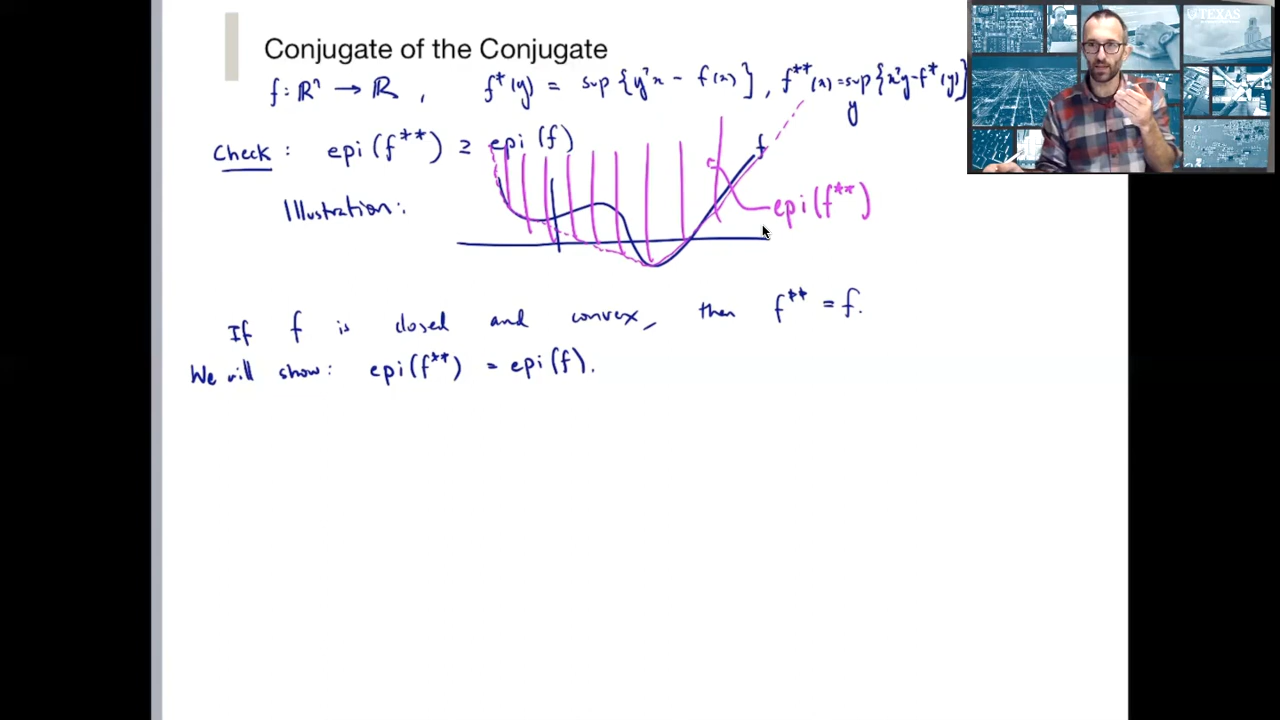 Conjugate of the Conjugate
f: ℝⁿ → ℝ, f*(y) = sup{yᵀx - f(x)}, f**(x) = sup{xᵀy - f*(y)}
y
Check: epi(f**) ⊇ epi(f)
f
Illustration:
epi(f**)
If f is closed and convex, then f** = f.
We will show: epi(f**) = epi(f).
TEXAS